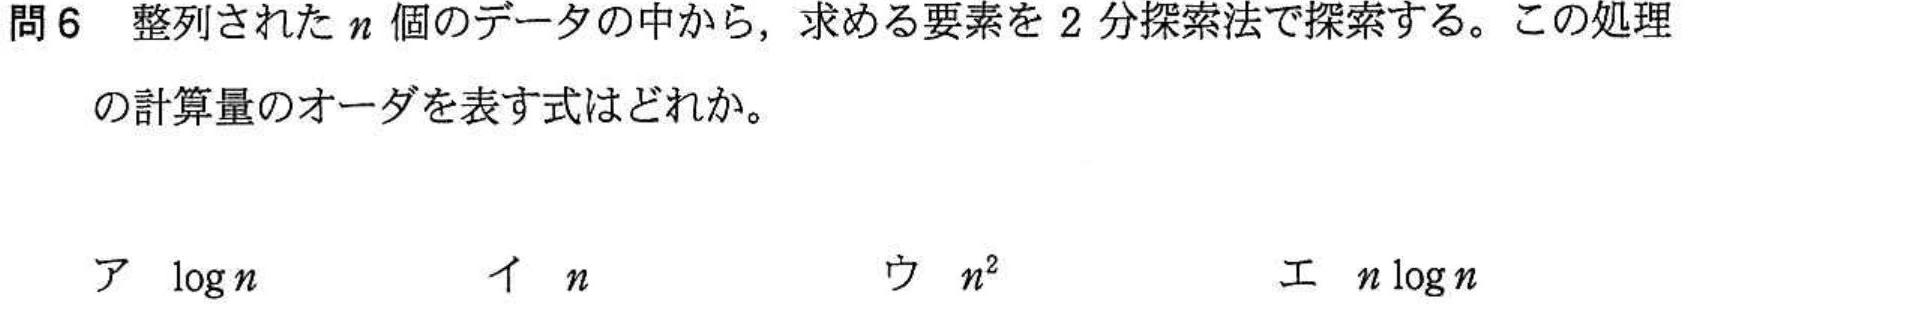 問6 整列された n 個のデータの中から，求める要素を 2 分探索法で探索する。この処理
の計算量のオーダを表す式はどれか。
ア log n イ n ウ n² エ n log n